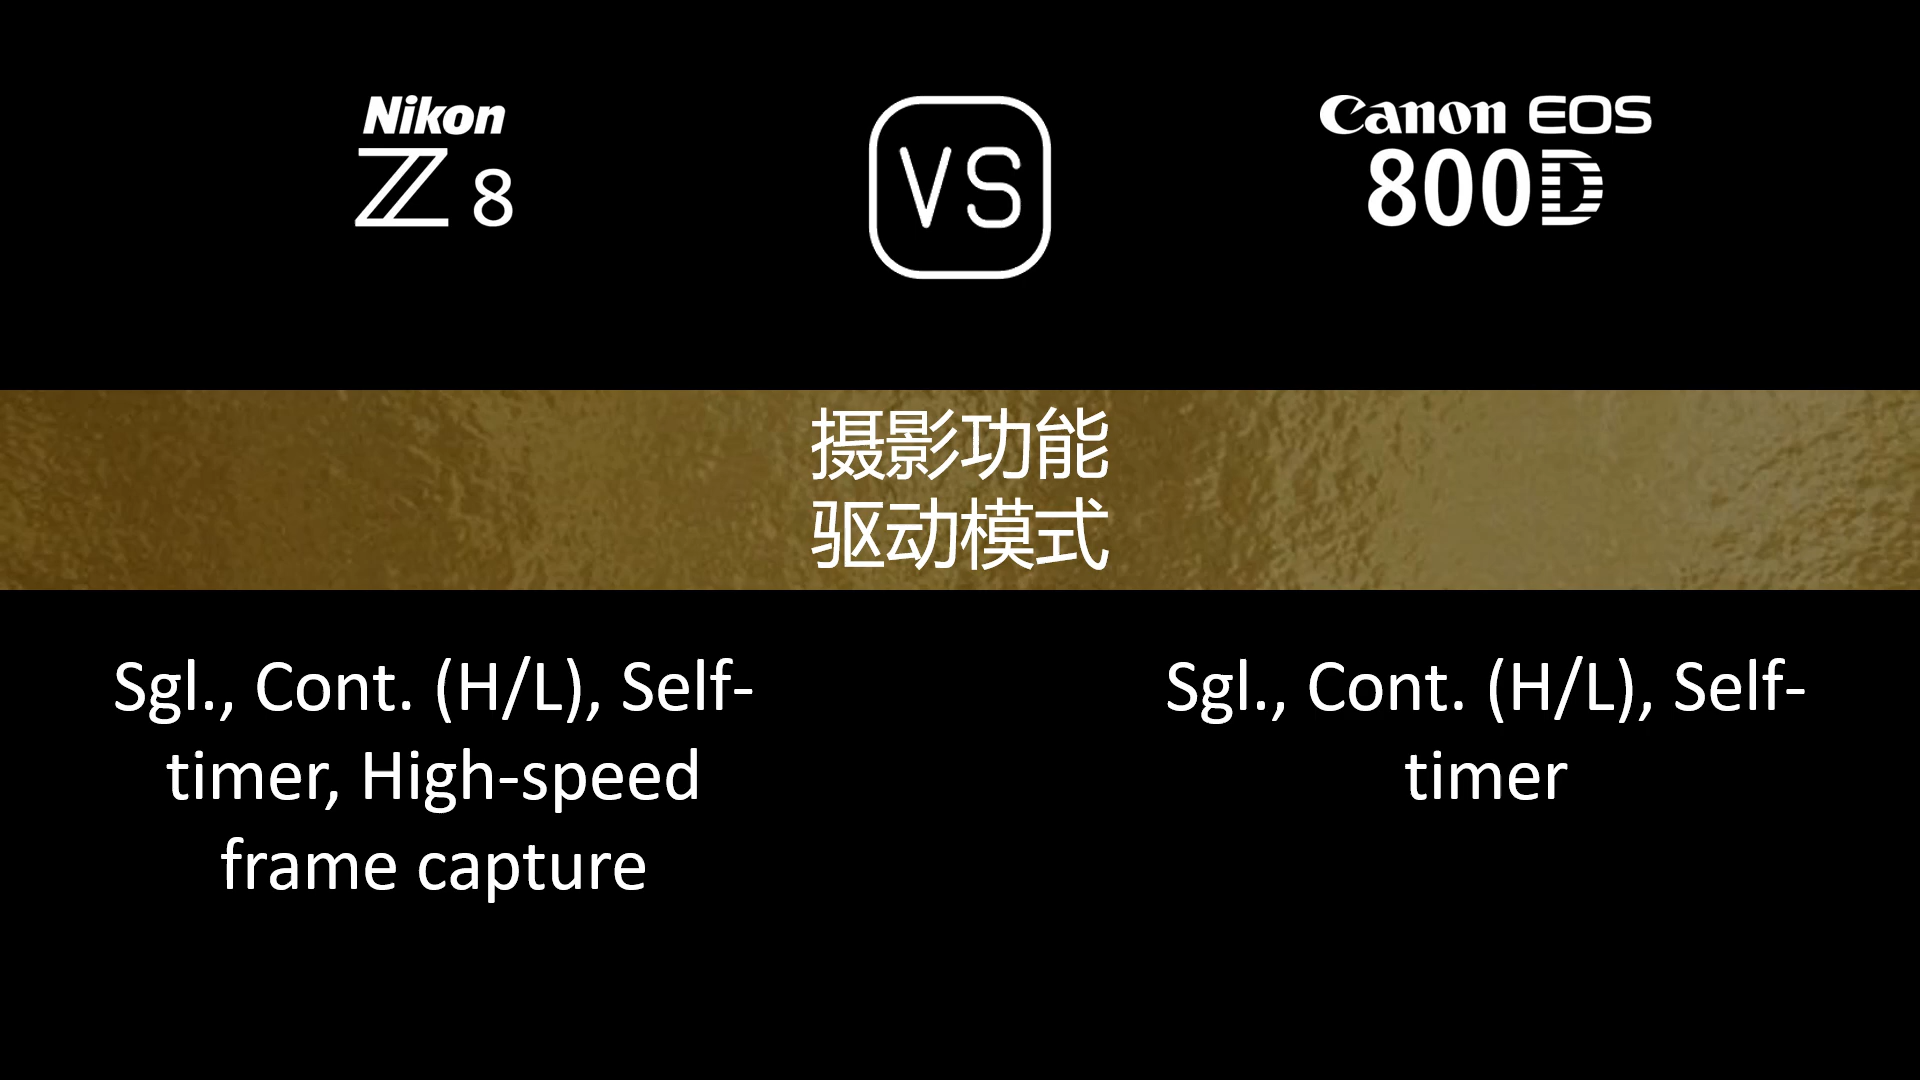 Nikon
Z 8
VS
Canon EOS
800D
摄影功能
驱动模式
Sgl., Cont. (H/L), Self-
timer, High-speed
frame capture
Sgl., Cont. (H/L), Self-
timer